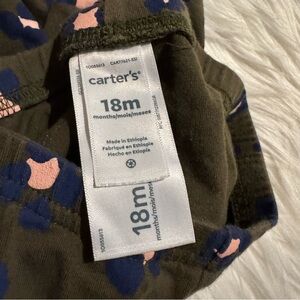 carter's®
18m
months/mois/meses
Made in Ethiopia
Fabriqué en Éthiopie
Hecho en Etiopía
18m
months/mois/meses